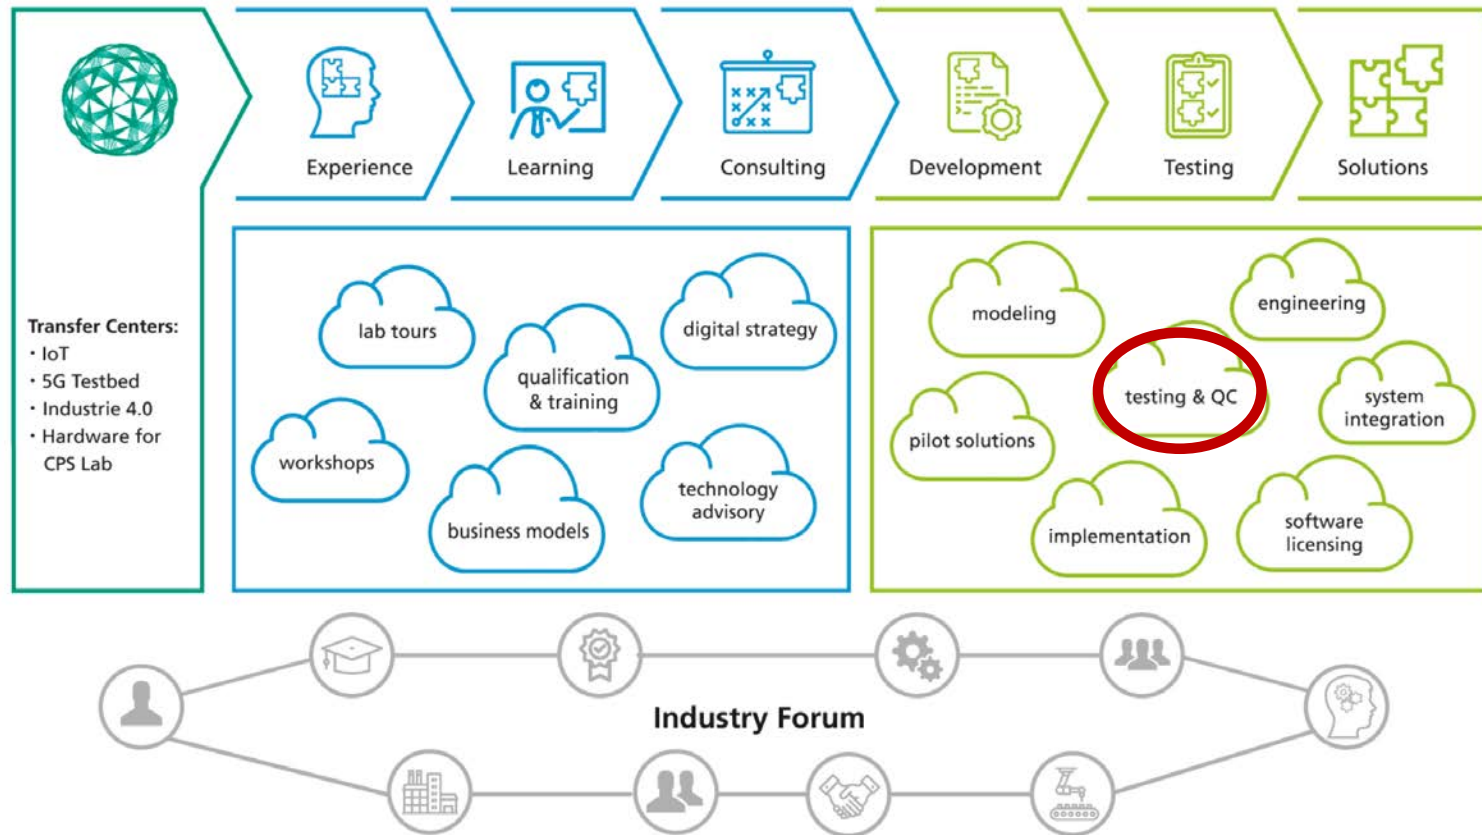 Experience
Learning
Consulting
Development
Testing
Solutions
Transfer Centers:
· IoT
· 5G Testbed
· Industrie 4.0
· Hardware for
CPS Lab
lab tours
qualification
& training
digital strategy
workshops
business models
technology
advisory
modeling
engineering
testing & QC
system
integration
pilot solutions
implementation
software
licensing
Industry Forum